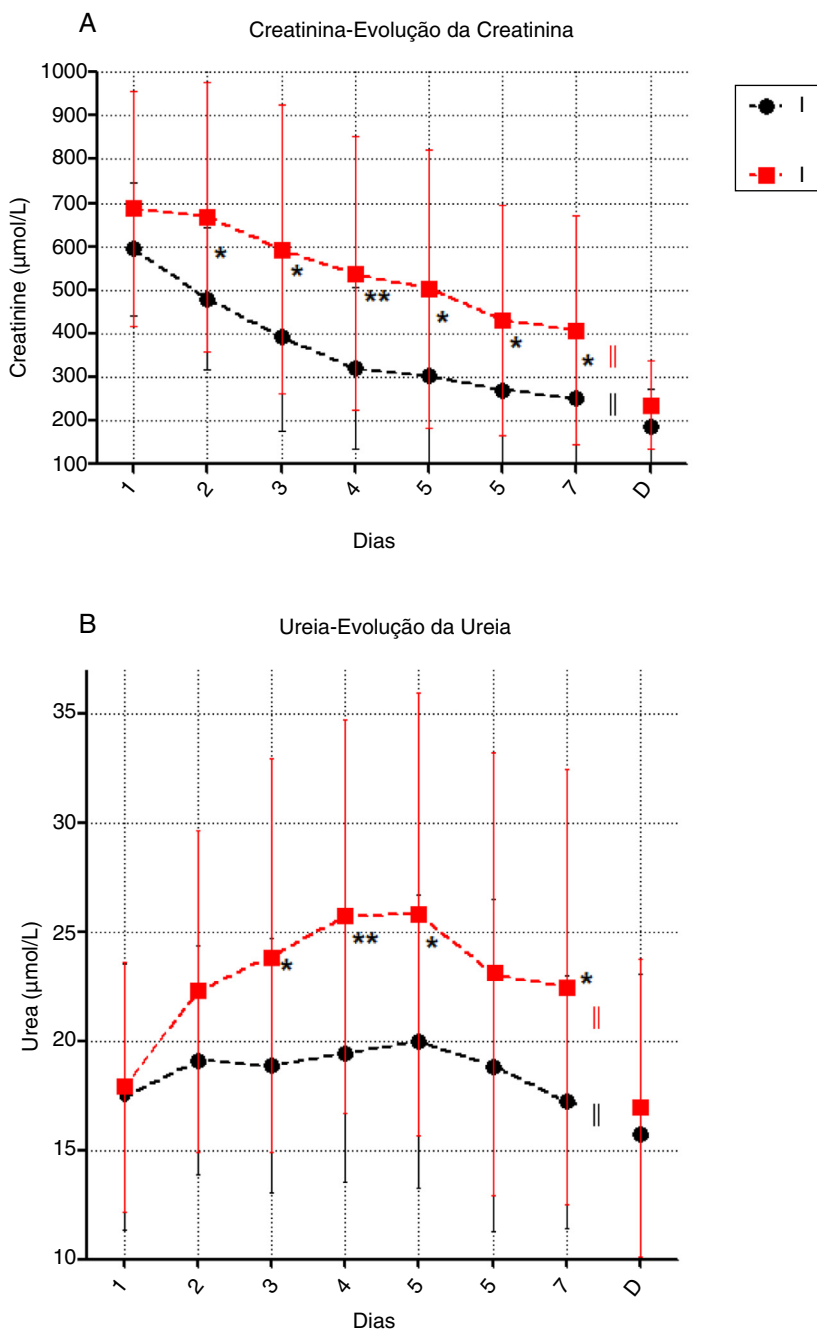 A
Creatinina-Evolução da Creatinina
1000
900
800
700
600
500
400
300
200
100
Creatinine (µmol/L)
* * ** * * *
1 2 3 4 5 5 7 D
Dias
I
I
B
Ureia-Evolução da Ureia
35
30
25
20
15
10
Urea (µmol/L)
* ** * *
1 2 3 4 5 5 7 D
Dias